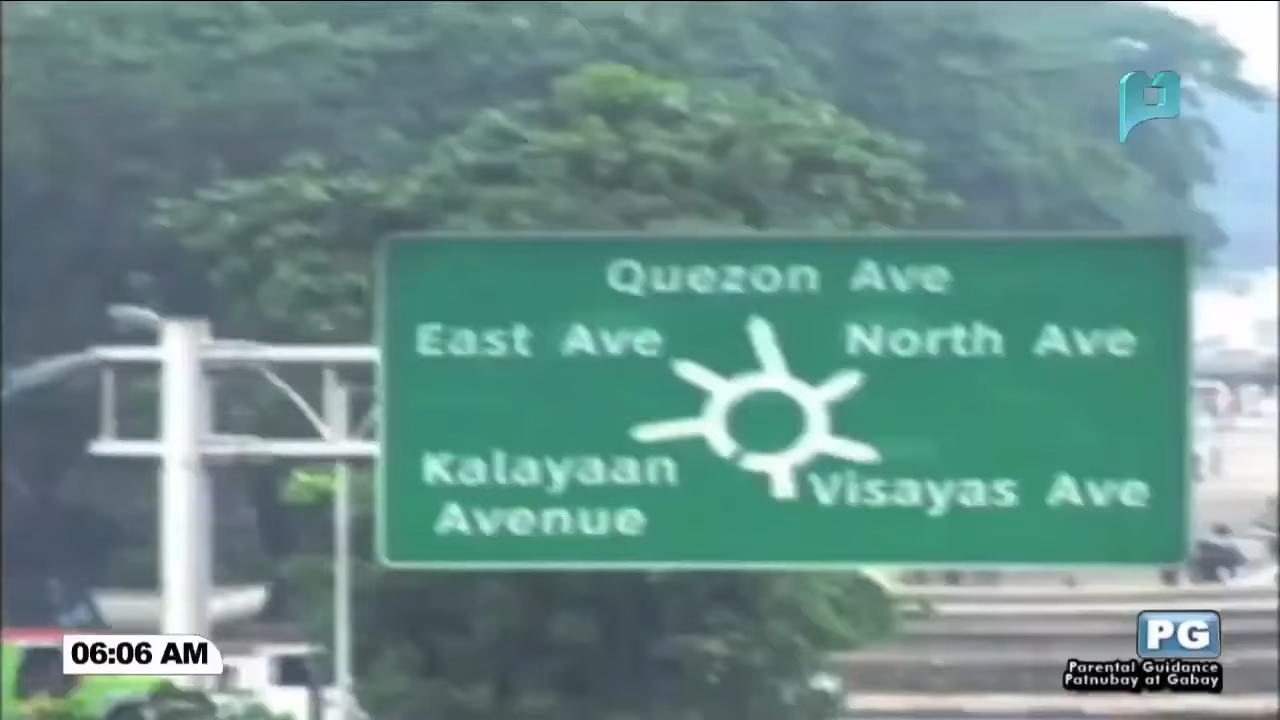 Quezon Ave
East Ave
North Ave
Kalayaan
Avenue
Visayas Ave
06:06 AM
PG
Parental Guidance
Patnubay at Gabay